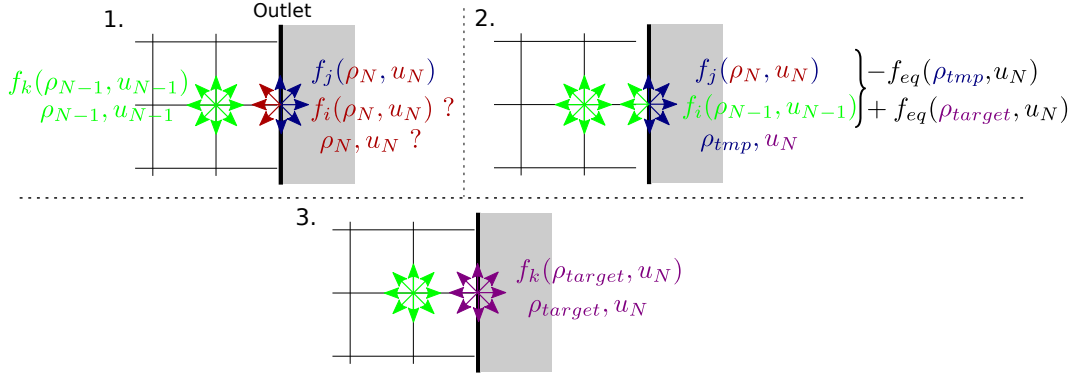 1.
Outlet
f_k(ρ_{N−1}, u_{N−1})
ρ_{N−1}, u_{N−1}
f_j(ρ_N, u_N)
f_i(ρ_N, u_N) ?
ρ_N, u_N ?
2.
f_j(ρ_N, u_N)
f_i(ρ_{N−1}, u_{N−1})
ρ_{tmp}, u_N
−f_{eq}(ρ_{tmp}, u_N)
+ f_{eq}(ρ_{target}, u_N)
3.
f_k(ρ_{target}, u_N)
ρ_{target}, u_N